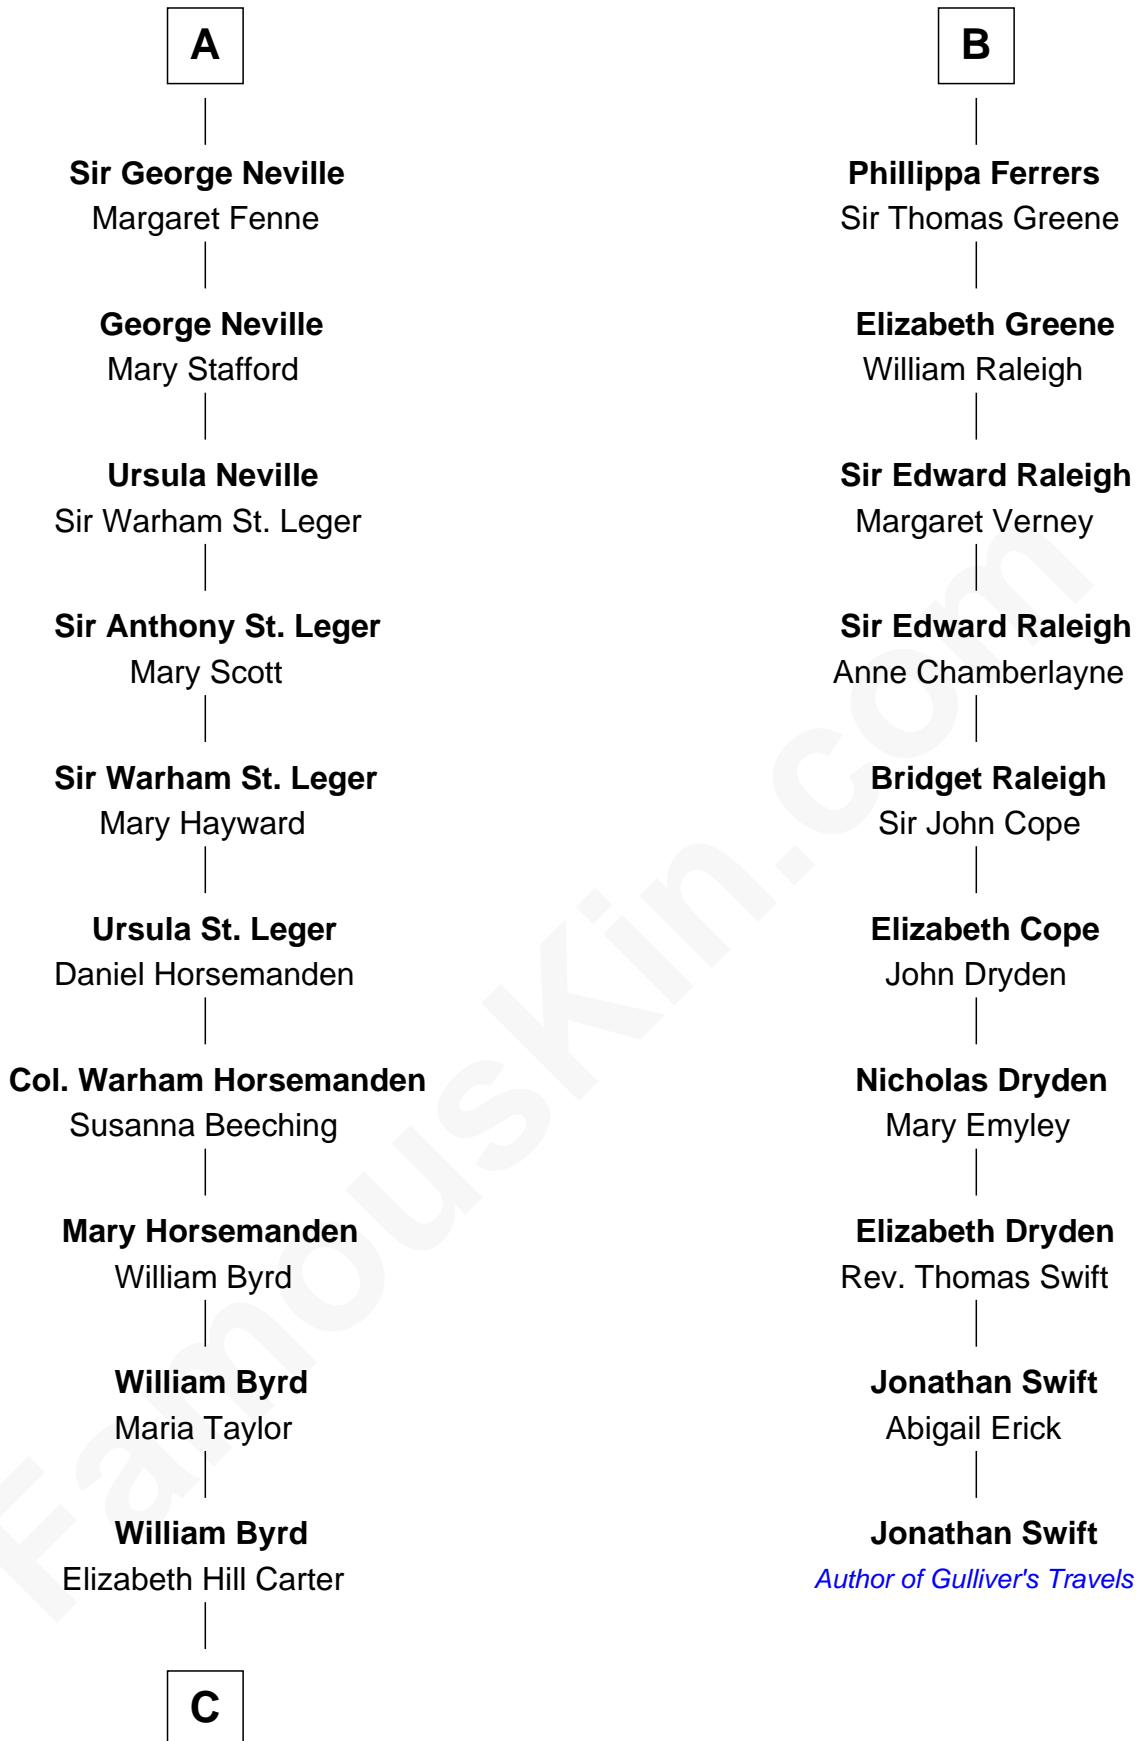 A
Sir George Neville
Margaret Fenne
George Neville
Mary Stafford
Ursula Neville
Sir Warham St. Leger
Sir Anthony St. Leger
Mary Scott
Sir Warham St. Leger
Mary Hayward
Ursula St. Leger
Daniel Horsemanden
Col. Warham Horsemanden
Susanna Beeching
Mary Horsemanden
William Byrd
William Byrd
Maria Taylor
William Byrd
Elizabeth Hill Carter
C
B
Phillippa Ferrers
Sir Thomas Greene
Elizabeth Greene
William Raleigh
Sir Edward Raleigh
Margaret Verney
Sir Edward Raleigh
Anne Chamberlayne
Bridget Raleigh
Sir John Cope
Elizabeth Cope
John Dryden
Nicholas Dryden
Mary Emyley
Elizabeth Dryden
Rev. Thomas Swift
Jonathan Swift
Abigail Erick
Jonathan Swift
Author of Gulliver's Travels
FamousKin.com